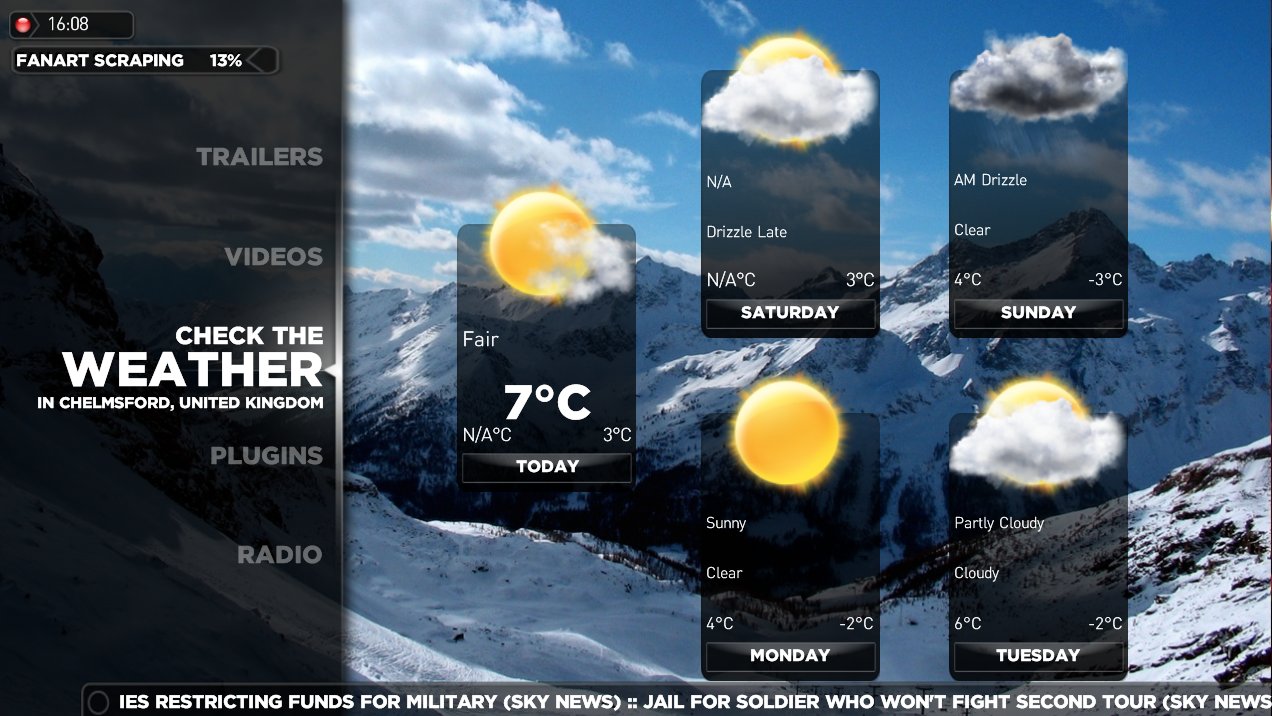 16:08
FANART SCRAPING 13%
TRAILERS
VIDEOS
CHECK THE
WEATHER
IN CHELMSFORD, UNITED KINGDOM
PLUGINS
RADIO
Fair
7°C
N/A°C 3°C
TODAY
N/A
Drizzle Late
N/A°C 3°C
SATURDAY
AM Drizzle
Clear
4°C -3°C
SUNDAY
Sunny
Clear
4°C -2°C
MONDAY
Partly Cloudy
Cloudy
6°C -2°C
TUESDAY
IES RESTRICTING FUNDS FOR MILITARY (SKY NEWS) :: JAIL FOR SOLDIER WHO WON'T FIGHT SECOND TOUR (SKY NEWS